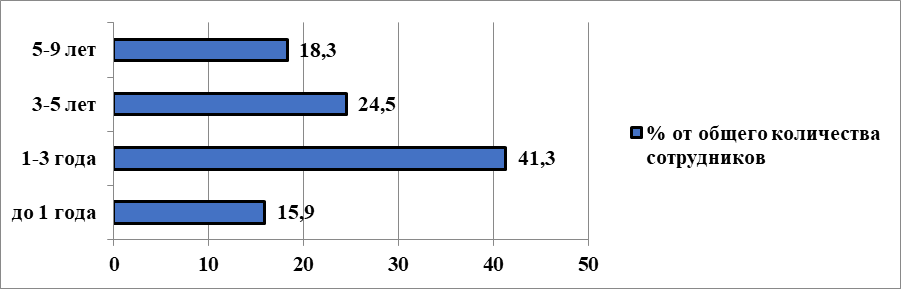 5-9 лет
18,3
3-5 лет
24,5
1-3 года
41,3
до 1 года
15,9
0 10 20 30 40 50
% от общего количества
сотрудников